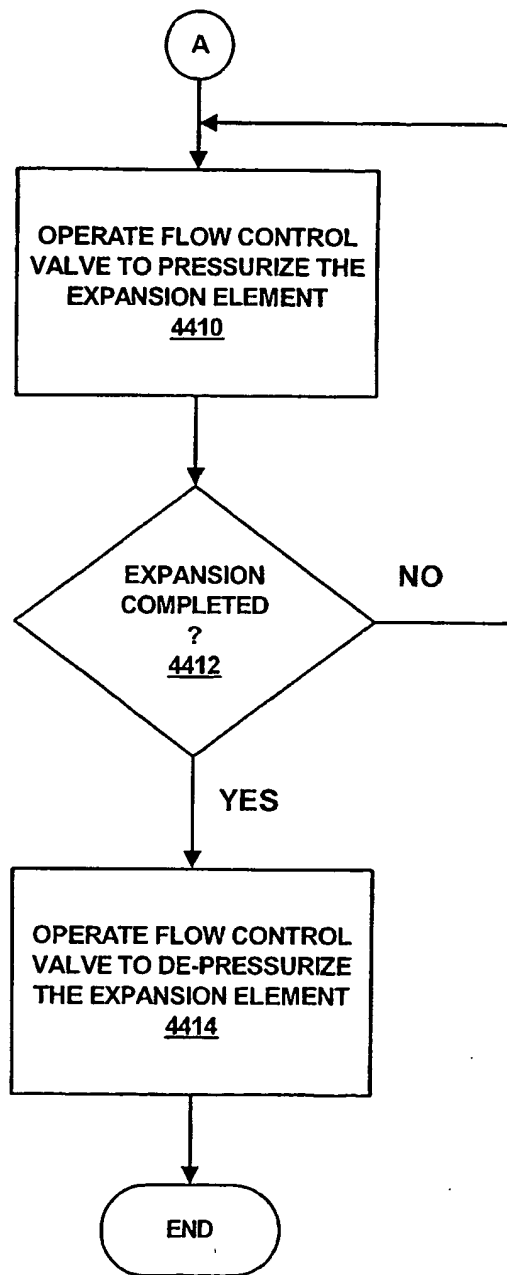 A
OPERATE FLOW CONTROL
VALVE TO PRESSURIZE THE
EXPANSION ELEMENT
4410
EXPANSION
COMPLETED
?
4412
NO
YES
OPERATE FLOW CONTROL
VALVE TO DE-PRESSURIZE
THE EXPANSION ELEMENT
4414
END